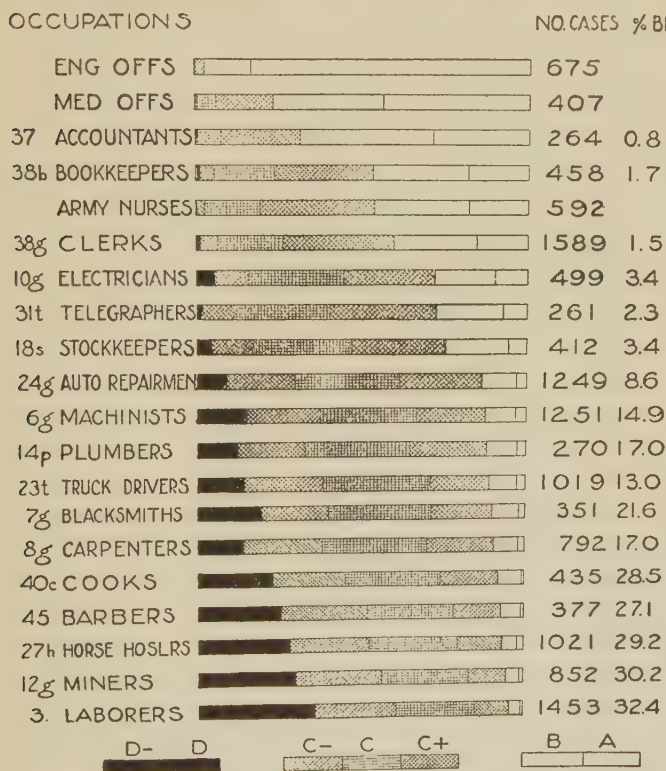 OCCUPATIONS NO. CASES %
ENG OFFS 675
MED OFFS 407
37 ACCOUNTANTS 264 0.8
38b BOOKKEEPERS 458 1.7
ARMY NURSES 592
38g CLERKS 1589 1.5
10g ELECTRICIANS 499 3.4
31t TELEGRAPHERS 261 2.3
18s STOCKKEEPERS 412 3.4
24g AUTO REPAIRMEN 1249 8.6
6g MACHINISTS 1251 14.9
14p PLUMBERS 270 17.0
23t TRUCK DRIVERS 1019 13.0
7g BLACKSMITHS 351 21.6
8g CARPENTERS 792 17.0
40c COOKS 435 28.5
45 BARBERS 377 27.1
27h HORSE HOSLRS 1021 29.2
12g MINERS 852 30.2
3. LABORERS 1453 32.4
D- D C- C C+ B A